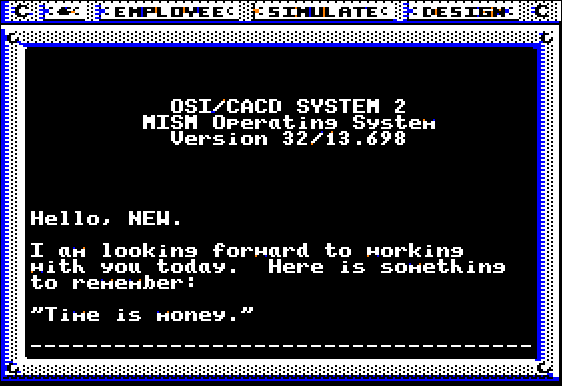 EMPLOYEE SIMULATE DESIGN
OSI/CACD SYSTEM 2
MISM Operating System
Version 32/13.698
Hello, NEW.
I am looking forward to working
with you today.  Here is something
to remember:
"Time is money."